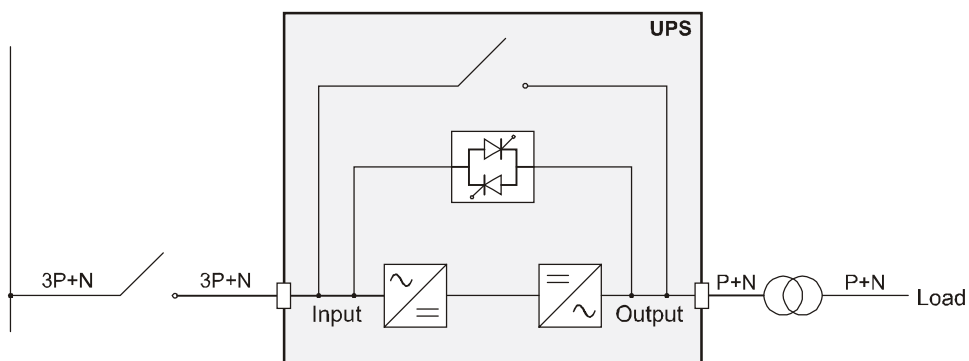 UPS
3P+N
3P+N
Input
Output
P+N
P+N
Load